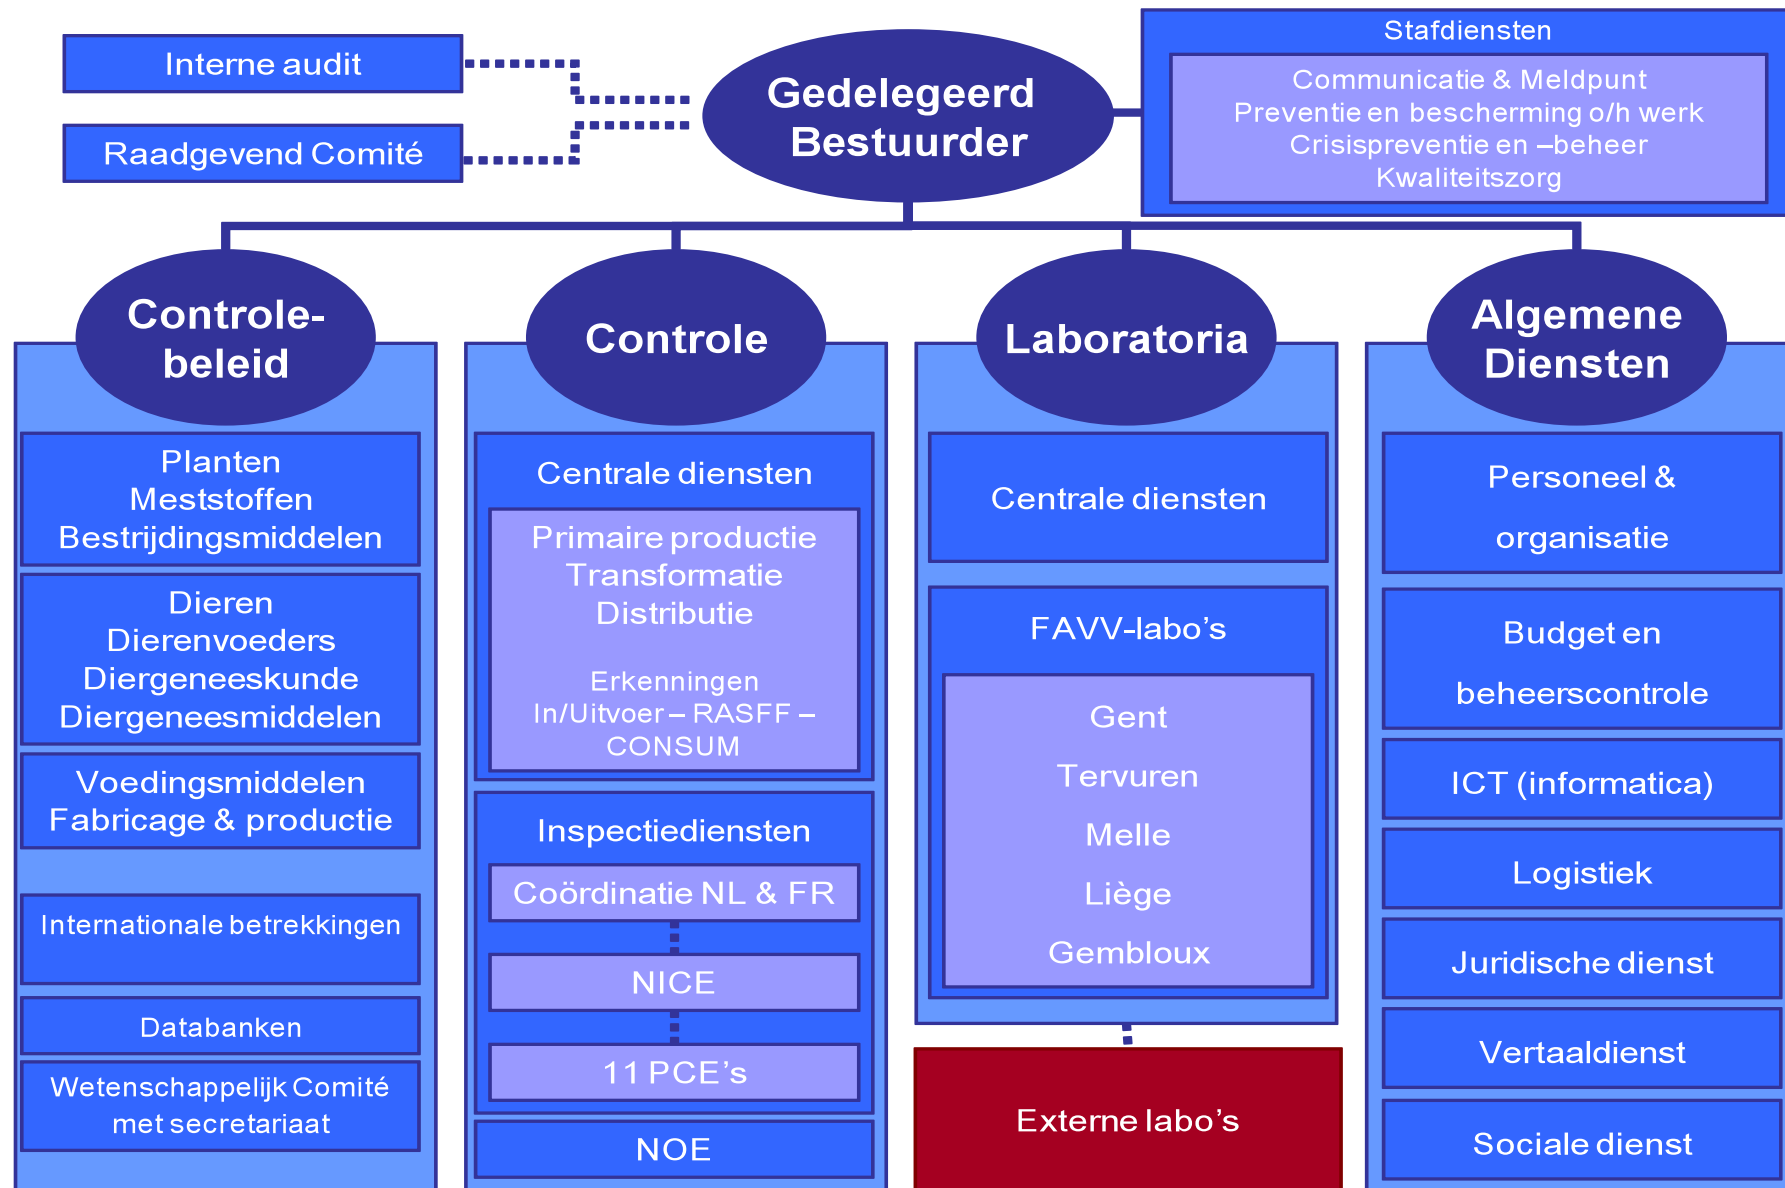 Interne audit
Raadgevend Comité
Gedelegeerd
Bestuurder
Stafdiensten
Communicatie & Meldpunt
Preventie en bescherming o/h werk
Crisispreventie en –beheer
Kwaliteitszorg
Controle-
beleid
Planten
Meststoffen
Bestrijdingsmiddelen
Dieren
Dierenvoeders
Diergeneeskunde
Diergeneesmiddelen
Voedingsmiddelen
Fabricage & productie
Internationale betrekkingen
Databanken
Wetenschappelijk Comité
met secretariaat
Controle
Centrale diensten
Primaire productie
Transformatie
Distributie
Erkenningen
In/Uitvoer – RASFF –
CONSUM
Inspectiediensten
Coördinatie NL & FR
NICE
11 PCE’s
NOE
Laboratoria
Centrale diensten
FAVV-labo’s
Gent
Tervuren
Melle
Liège
Gembloux
Externe labo’s
Algemene
Diensten
Personeel &
organisatie
Budget en
beheerscontrole
ICT (informatica)
Logistiek
Juridische dienst
Vertaaldienst
Sociale dienst